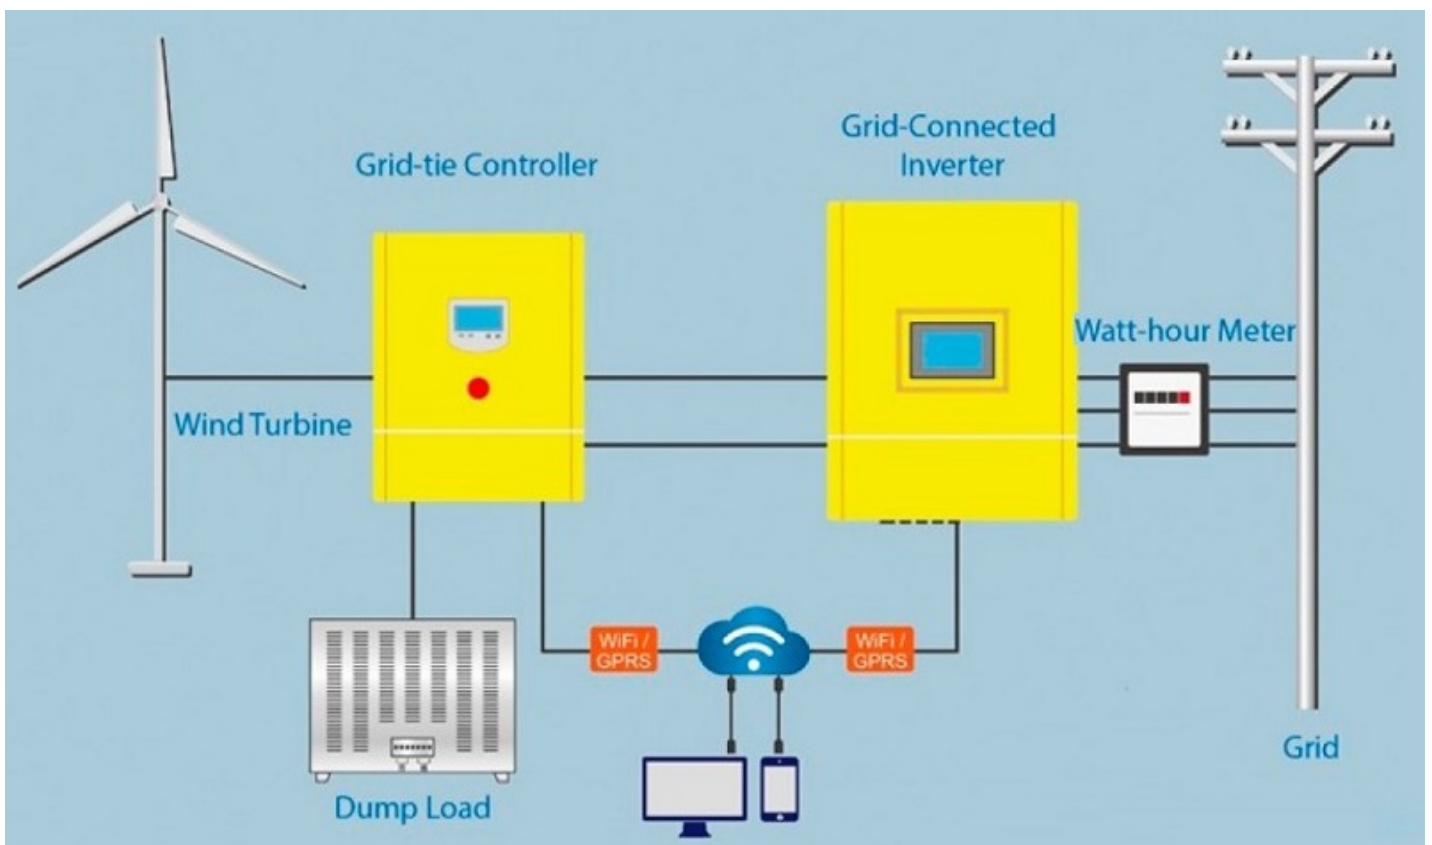 Grid-tie Controller
Grid-Connected
Inverter
Watt-hour Meter
Wind Turbine
WiFi /
GPRS
WiFi /
GPRS
Dump Load
Grid